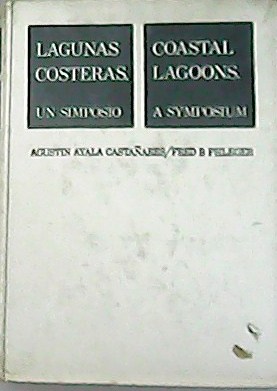 LAGUNAS
COSTERAS.
UN SIMPOSIO
COASTAL
LAGOONS.
A SYMPOSIUM
AGUSTIN AYALA CASTAÑARES/FRED B PHLEGER